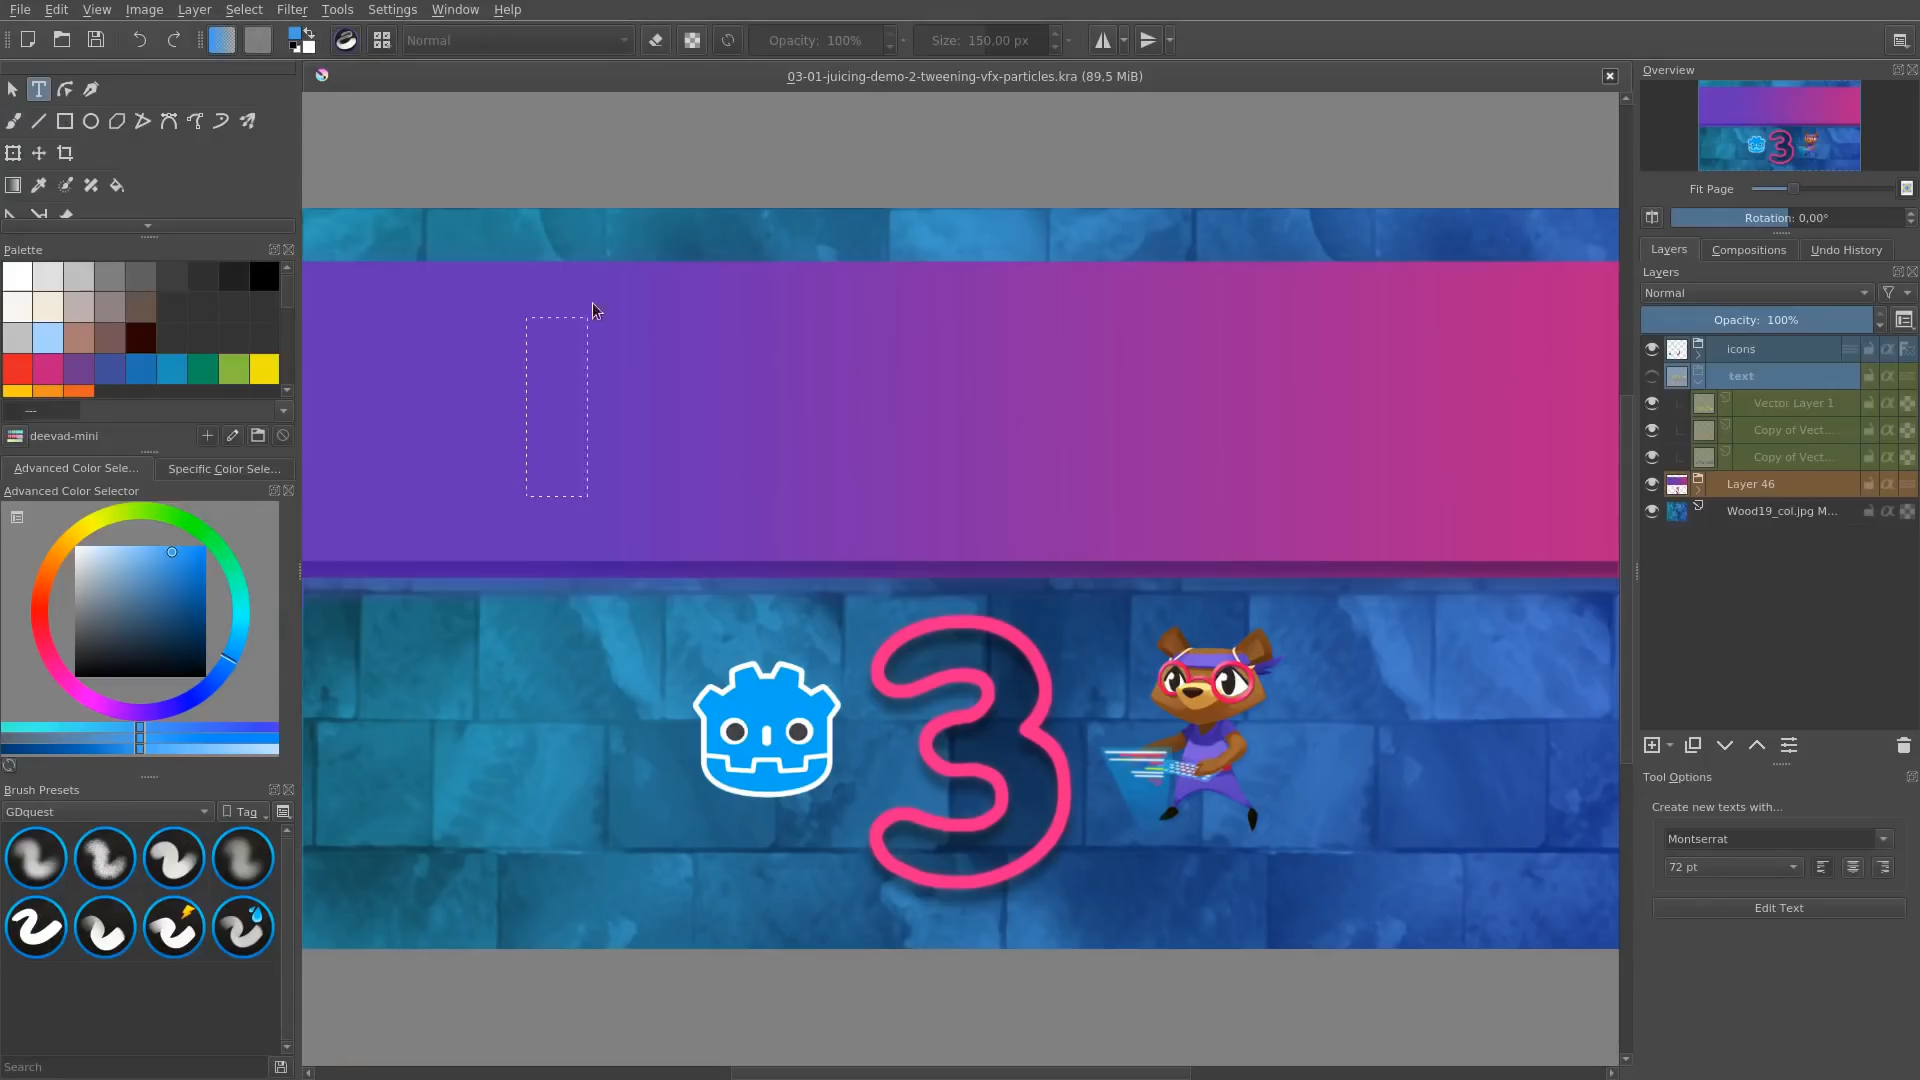 File Edit View Image Layer Select Filter Tools Settings Window Help
Normal Opacity: 100% Size: 150,00 px
03-01-juicing-demo-2-tweening-vfx-particles.kra (89,5 MiB)
Palette
---
deevad-mini
Advanced Color Sele... Specific Color Sele...
Advanced Color Selector
Brush Presets
GDquest Tag
Search
3
Overview
Fit Page
Rotation: 0,00°
Layers Compositions Undo History
Layers
Normal
Opacity: 100%
icons
text
Vector Layer 1
Copy of Vect...
Copy of Vect...
Layer 46
Wood19_col.jpg M...
Tool Options
Create new texts with...
Montserrat
72 pt
Edit Text